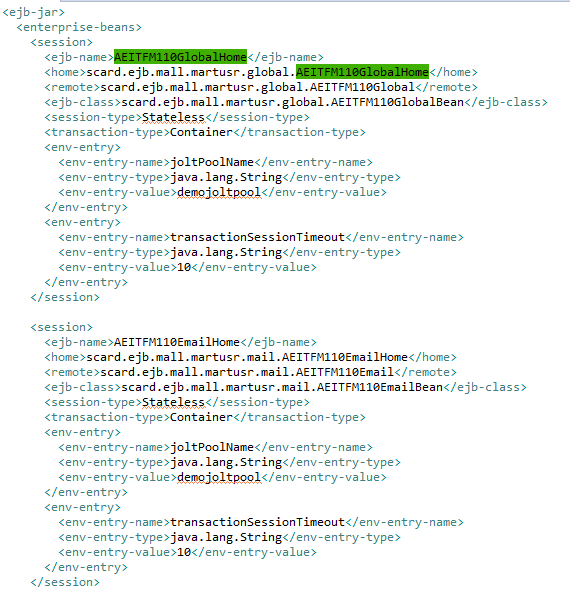 <ejb-jar>
<enterprise-beans>
<session>
<ejb-name>AEITFM110GlobalHome</ejb-name>
<home>scard.ejb.mall.martusr.global.AEITFM110GlobalHome</home>
<remote>scard.ejb.mall.martusr.global.AEITFM110Global</remote>
<ejb-class>scard.ejb.mall.martusr.global.AEITFM110GlobalBean</ejb-class>
<session-type>Stateless</session-type>
<transaction-type>Container</transaction-type>
<env-entry>
<env-entry-name>joltPoolName</env-entry-name>
<env-entry-type>java.lang.String</env-entry-type>
<env-entry-value>demojoltpool</env-entry-value>
</env-entry>
<env-entry>
<env-entry-name>transactionSessionTimeout</env-entry-name>
<env-entry-type>java.lang.String</env-entry-type>
<env-entry-value>10</env-entry-value>
</env-entry>
</session>
<session>
<ejb-name>AEITFM110EmailHome</ejb-name>
<home>scard.ejb.mall.martusr.mail.AEITFM110EmailHome</home>
<remote>scard.ejb.mall.martusr.mail.AEITFM110Email</remote>
<ejb-class>scard.ejb.mall.martusr.mail.AEITFM110EmailBean</ejb-class>
<session-type>Stateless</session-type>
<transaction-type>Container</transaction-type>
<env-entry>
<env-entry-name>joltPoolName</env-entry-name>
<env-entry-type>java.lang.String</env-entry-type>
<env-entry-value>demojoltpool</env-entry-value>
</env-entry>
<env-entry>
<env-entry-name>transactionSessionTimeout</env-entry-name>
<env-entry-type>java.lang.String</env-entry-type>
<env-entry-value>10</env-entry-value>
</env-entry>
</session>